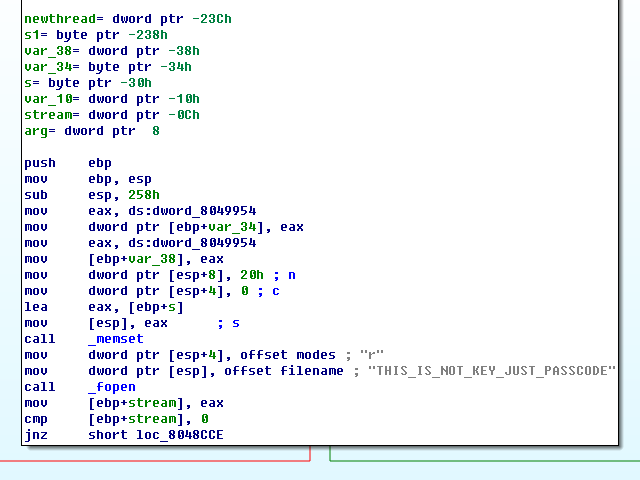 newthread= dword ptr -23Ch
s1= byte ptr -238h
var_38= dword ptr -38h
var_34= byte ptr -34h
s= byte ptr -30h
var_10= dword ptr -10h
stream= dword ptr -0Ch
arg= dword ptr  8
push    ebp
mov     ebp, esp
sub     esp, 258h
mov     eax, ds:dword_8049954
mov     dword ptr [ebp+var_34], eax
mov     eax, ds:dword_8049954
mov     [ebp+var_38], eax
mov     dword ptr [esp+8], 20h ; n
mov     dword ptr [esp+4], 0 ; c
lea     eax, [ebp+s]
mov     [esp], eax      ; s
call    _memset
mov     dword ptr [esp+4], offset modes ; "r"
mov     dword ptr [esp], offset filename ; "THIS_IS_NOT_KEY_JUST_PASSCODE"
call    _fopen
mov     [ebp+stream], eax
cmp     [ebp+stream], 0
jnz     short loc_8048CCE